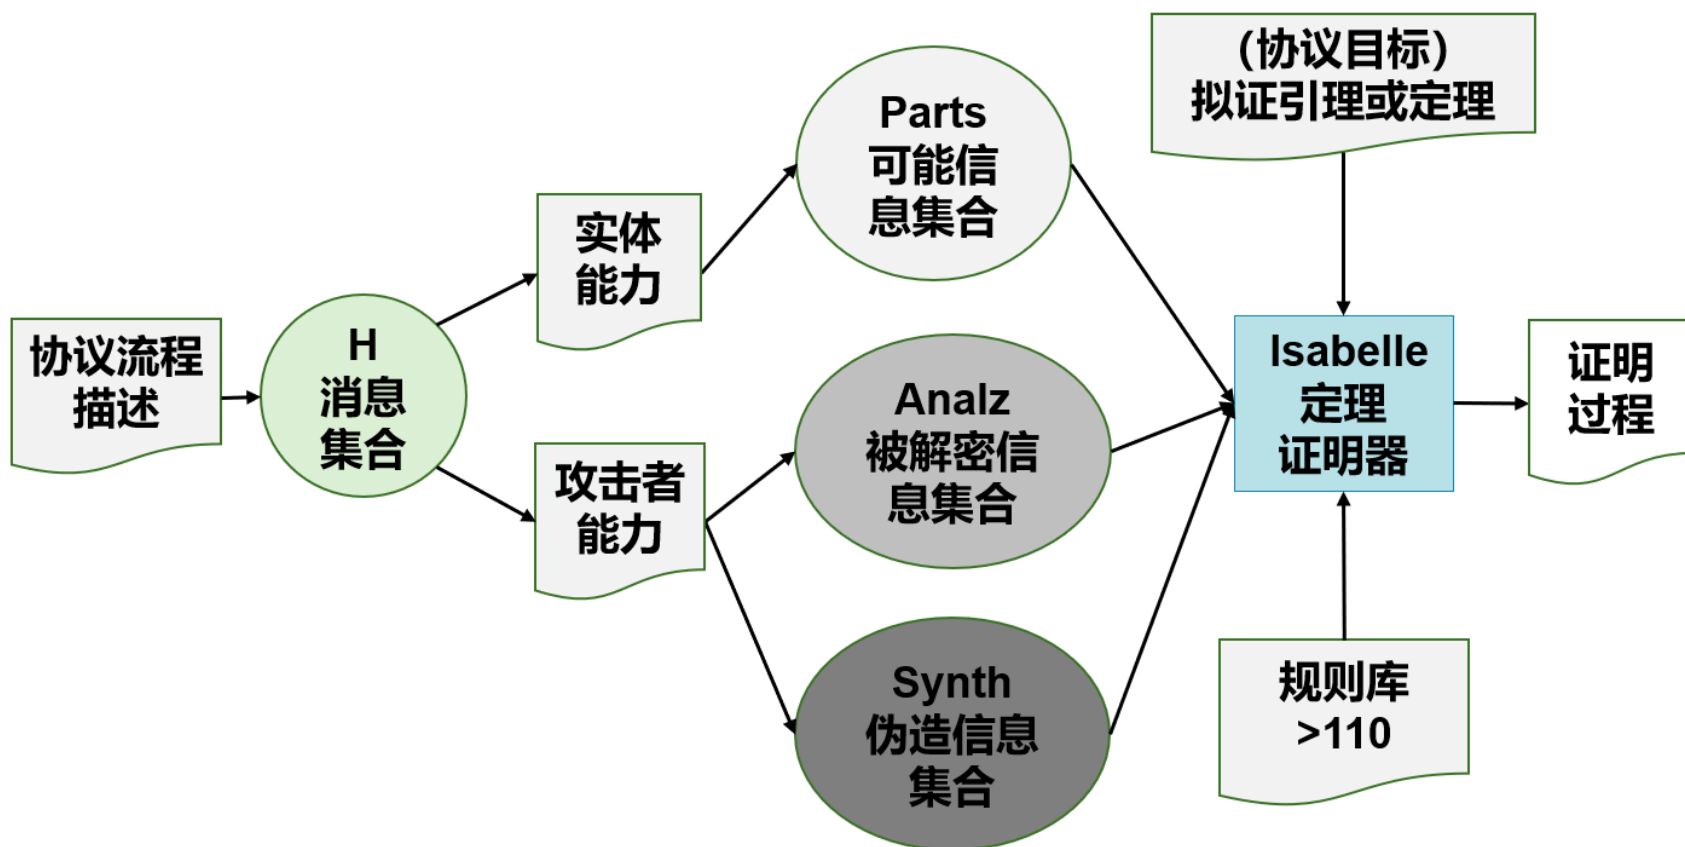 协议流程
描述
H
消息
集合
实体
能力
攻击者
能力
Parts
可能信
息集合
Analz
被解密信
息集合
Synth
伪造信息
集合
（协议目标）
拟证引理或定理
Isabelle
定理
证明器
规则库
>110
证明
过程